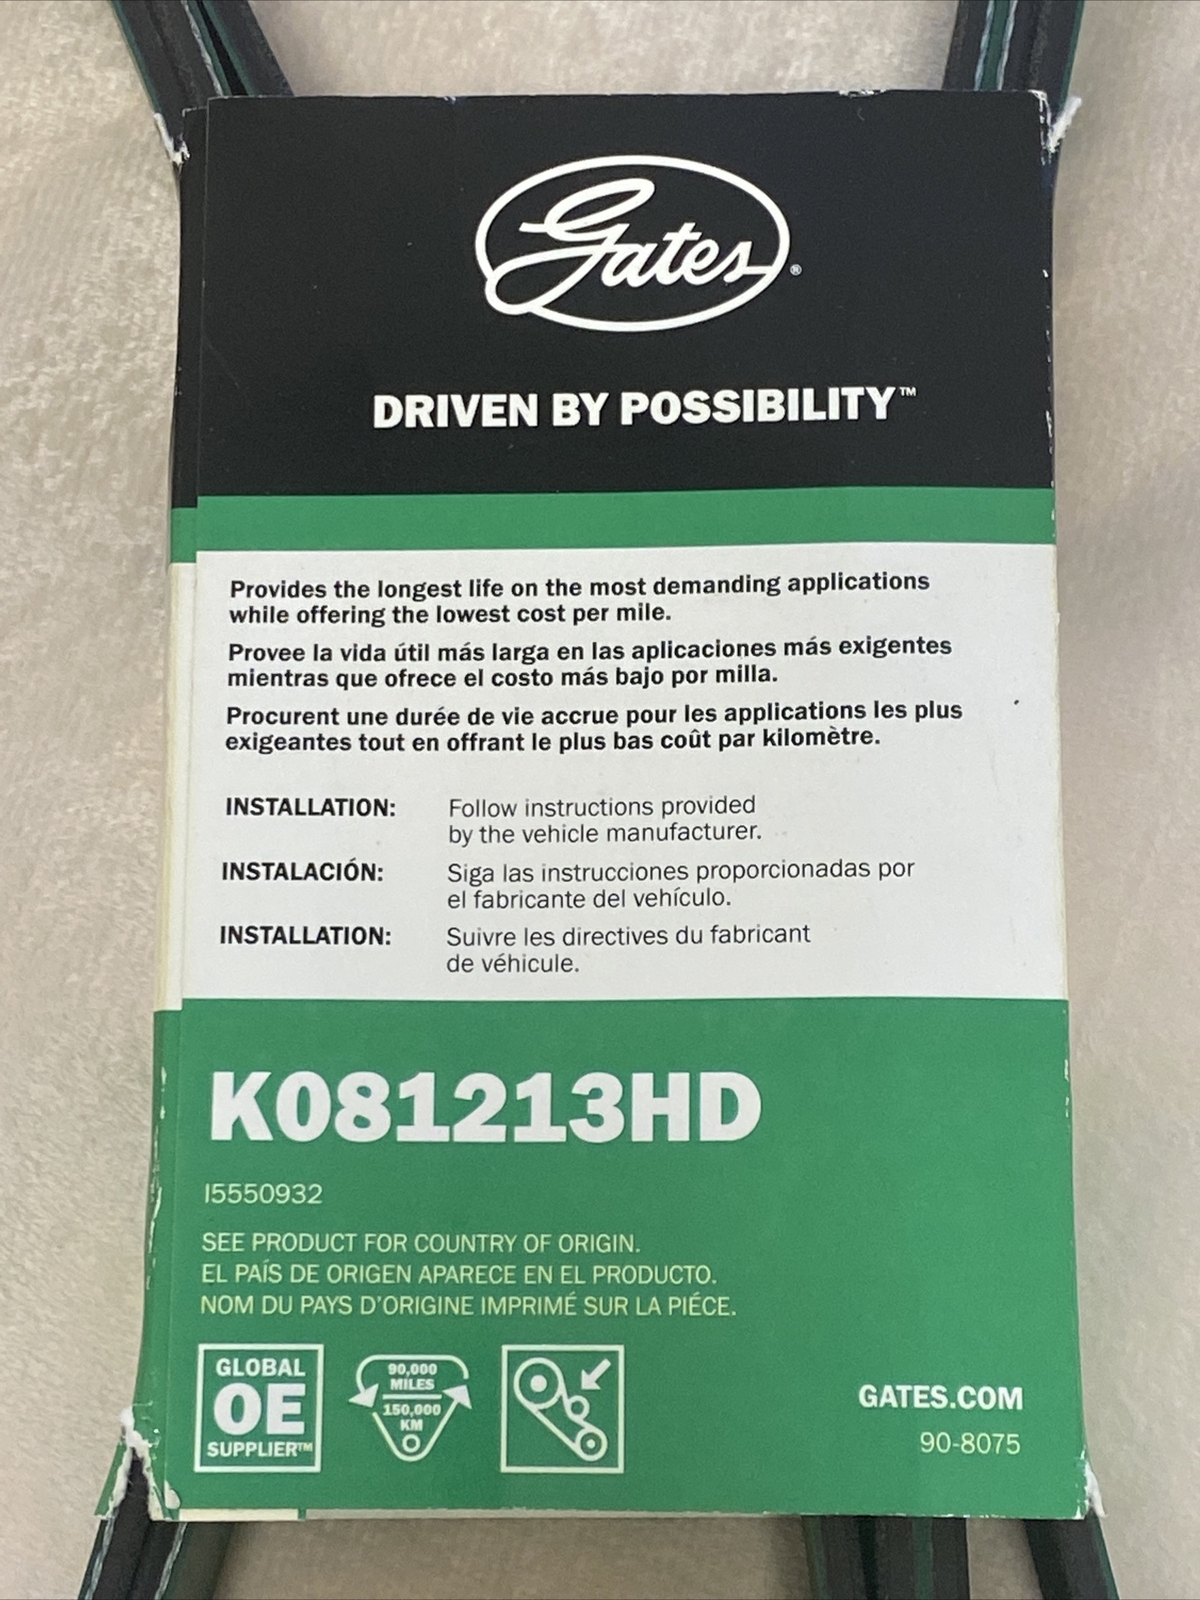 Gates®
DRIVEN BY POSSIBILITY™
Provides the longest life on the most demanding applications
while offering the lowest cost per mile.
Provee la vida útil más larga en las aplicaciones más exigentes
mientras que ofrece el costo más bajo por milla.
Procurent une durée de vie accrue pour les applications les plus
exigeantes tout en offrant le plus bas coût par kilomètre.
INSTALLATION: Follow instructions provided
by the vehicle manufacturer.
INSTALACIÓN: Siga las instrucciones proporcionadas por
el fabricante del vehículo.
INSTALLATION: Suivre les directives du fabricant
de véhicule.
K081213HD
I5550932
SEE PRODUCT FOR COUNTRY OF ORIGIN.
EL PAÍS DE ORIGEN APARECE EN EL PRODUCTO.
NOM DU PAYS D'ORIGINE IMPRIMÉ SUR LA PIÉCE.
GLOBAL
OE
SUPPLIER™
90,000
MILES
150,000
KM
GATES.COM
90-8075